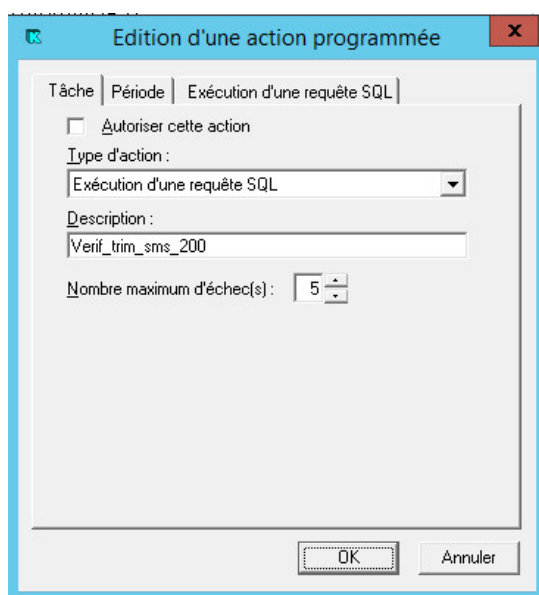 Edition d'une action programmée
x
Tâche Période Exécution d'une requête SQL
Autoriser cette action
Type d'action :
Exécution d'une requête SQL
Description :
Verif_trim_sms_200
Nombre maximum d'échec(s) : 5
OK Annuler